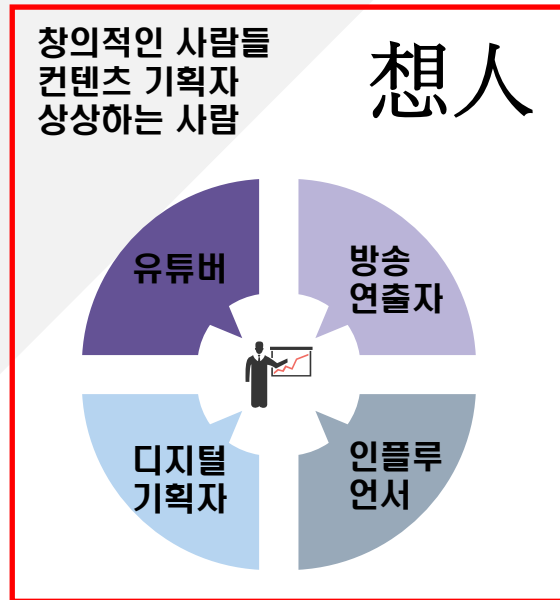 창의적인 사람들
컨텐츠 기획자
상상하는 사람
想人
유튜버
방송
연출자
디지털
기획자
인플루
언서